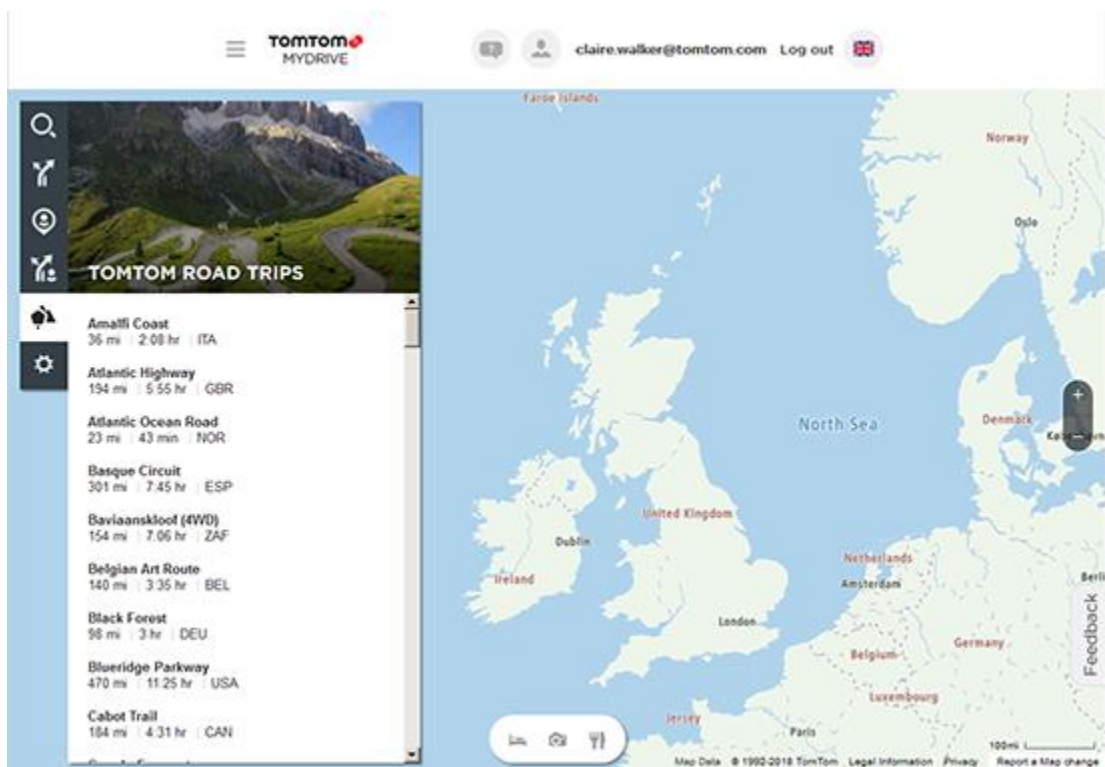 TOMTOM
MYDRIVE
claire.walker@tomtom.com Log out
TOMTOM ROAD TRIPS
Amalfi Coast
36 mi 2:08 hr ITA
Atlantic Highway
194 mi 5:55 hr GBR
Atlantic Ocean Road
23 mi 43 min NOR
Basque Circuit
301 mi 7:45 hr ESP
Baviaanskloof (4WD)
154 mi 7:06 hr ZAF
Belgian Art Route
140 mi 3:35 hr BEL
Black Forest
98 mi 3 hr DEU
Blueridge Parkway
470 mi 11:25 hr USA
Cabot Trail
184 mi 4:31 hr CAN
Faroe Islands
Norway
Oslo
North Sea
Denmark
+
United Kingdom
Dublin
Ireland
Netherlands
Amsterdam
Berli
London
Feedback
Germany
Belgium
Luxembourg
Jersey
Paris
100mi
Map Data © 1992-2018 TomTom Legal Information Privacy Report a Map change